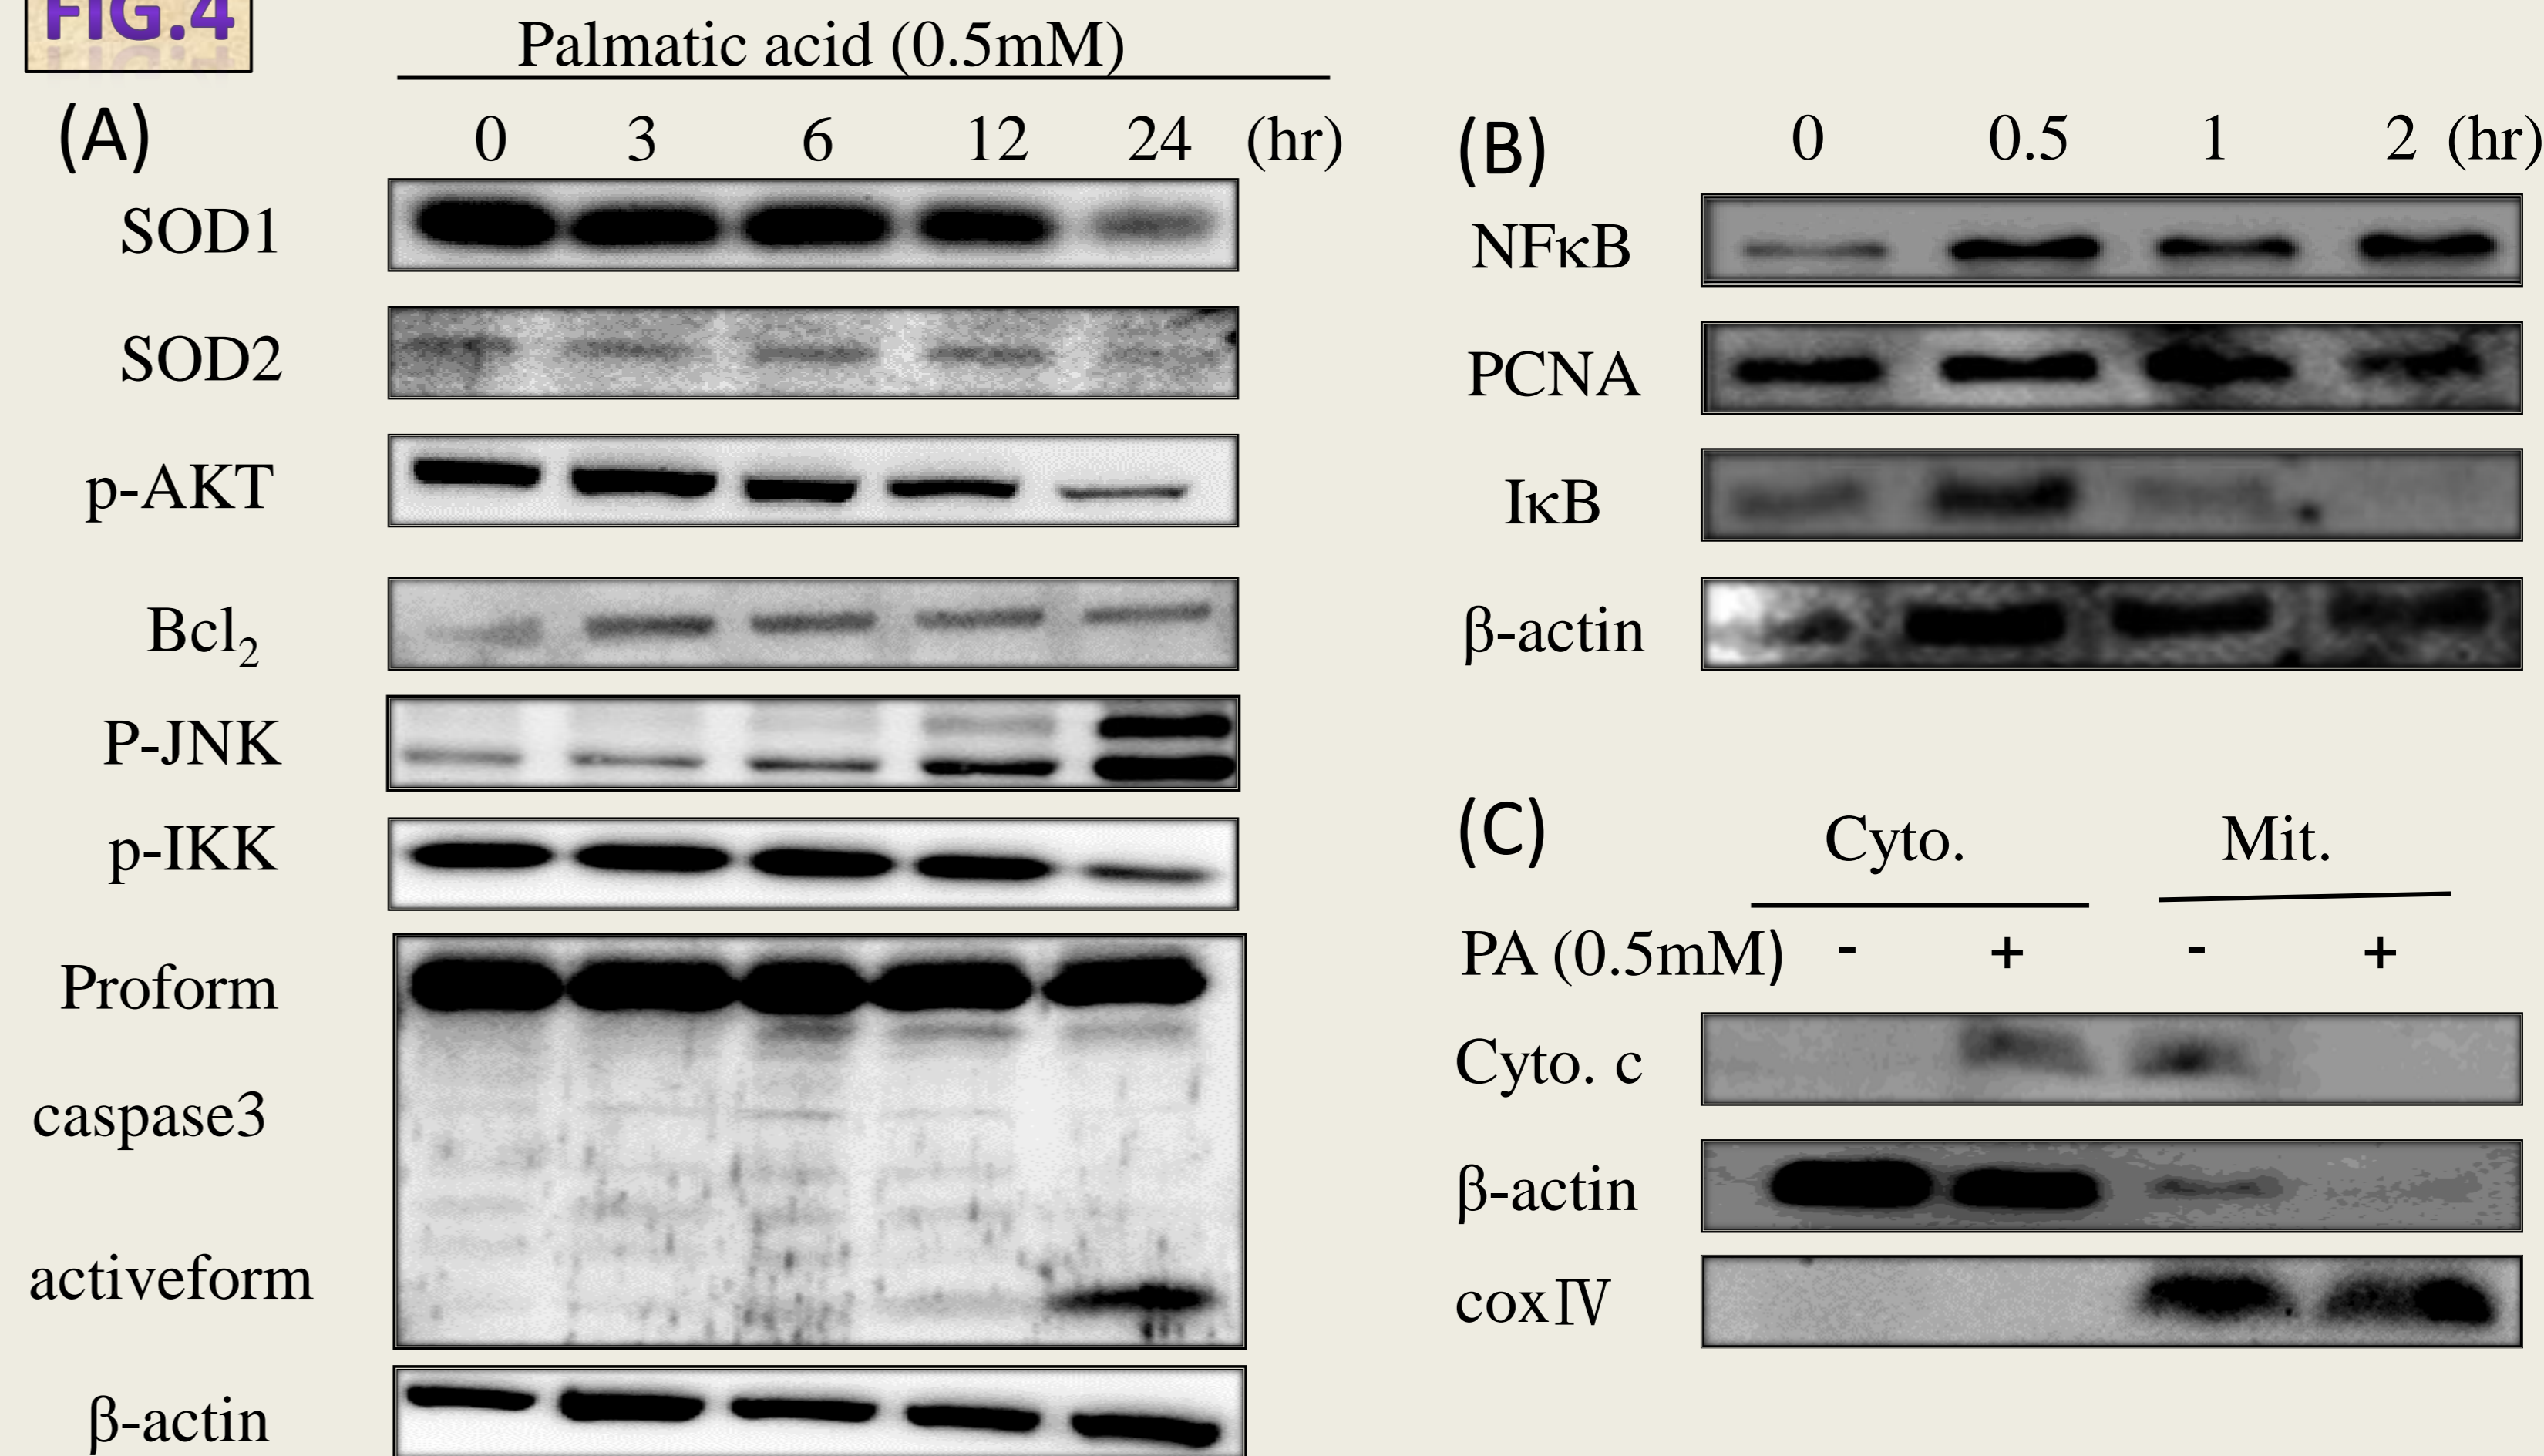 FIG.4
Palmatic acid (0.5mM)
(A)
0 3 6 12 24 (hr)
SOD1
SOD2
p-AKT
Bcl₂
P-JNK
p-IKK
Proform
caspase3
activeform
β-actin
(B)
0 0.5 1 2 (hr)
NFκB
PCNA
IκB
β-actin
(C)
Cyto. Mit.
PA (0.5mM) - + - +
Cyto. c
β-actin
coxⅣ